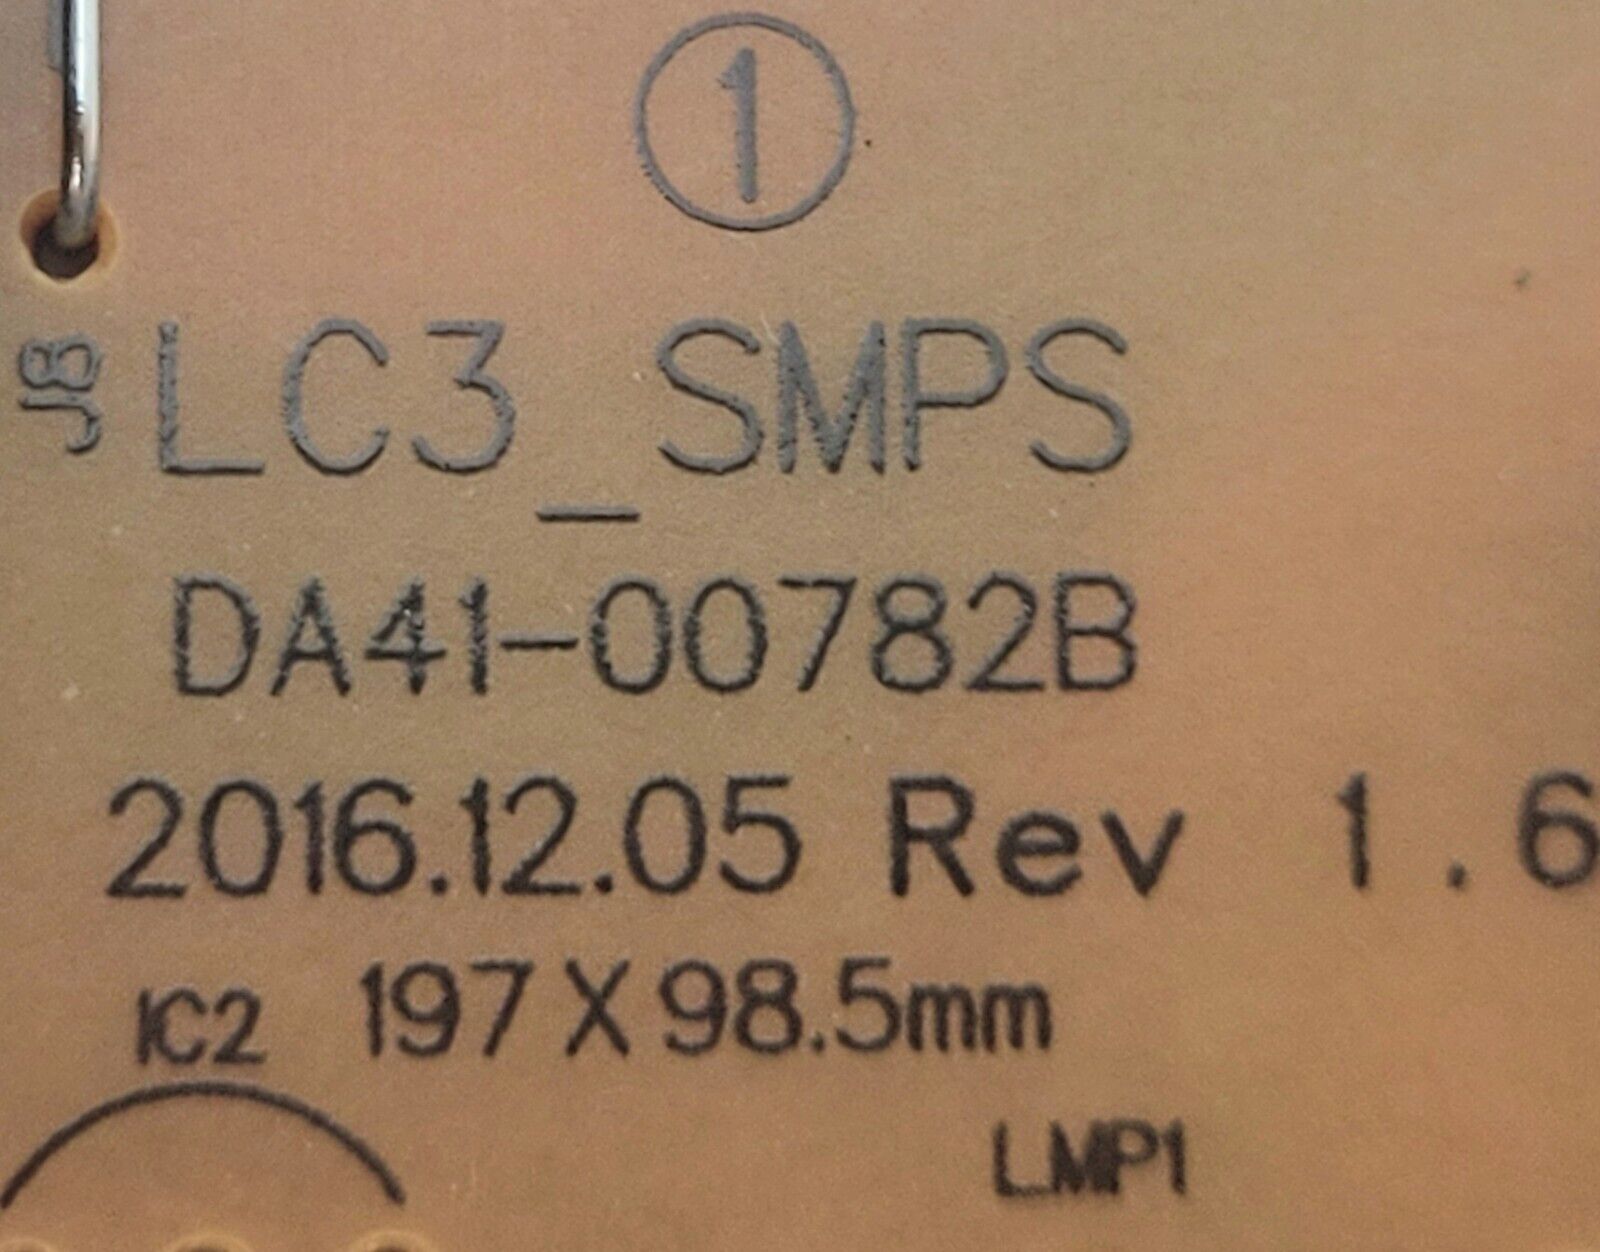 ①
J8
LC3_SMPS
DA41-00782B
2016.12.05 Rev 1.6
IC2
197 X 98.5mm
LMP1